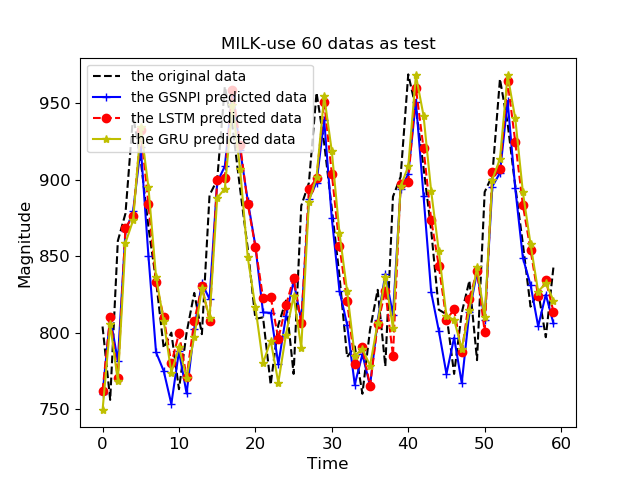 MILK-use 60 datas as test
the original data
the GSNPI predicted data
the LSTM predicted data
the GRU predicted data
Magnitude
950
900
850
800
750
0 10 20 30 40 50 60
Time